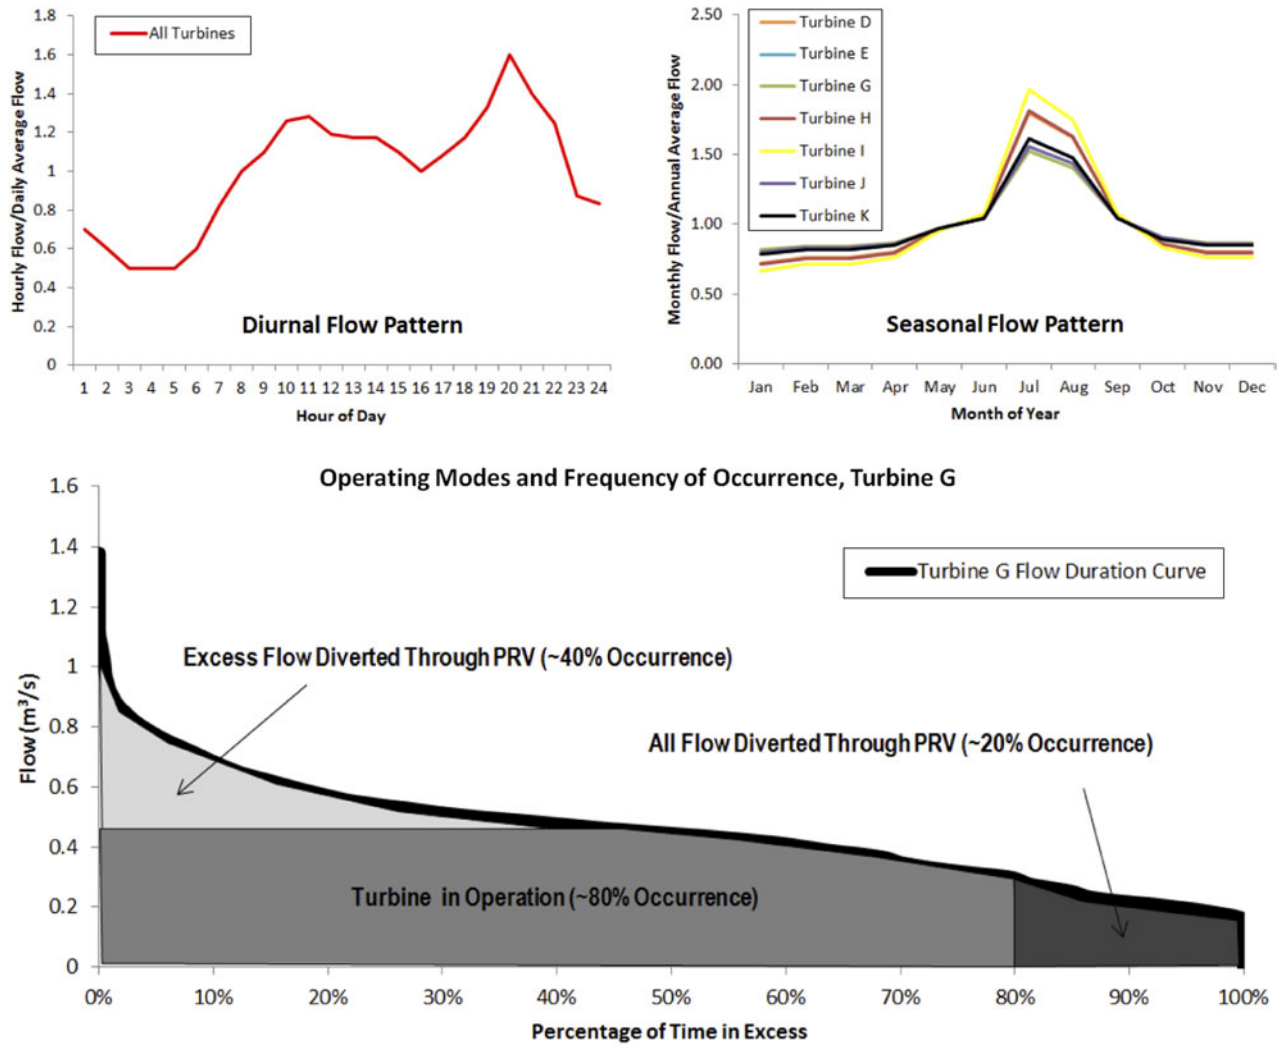 1.8
1.6
1.4
1.2
1
0.8
0.6
0.4
0.2
0
Hourly Flow/Daily Average Flow
All Turbines
Diurnal Flow Pattern
1 2 3 4 5 6 7 8 9 10 11 12 13 14 15 16 17 18 19 20 21 22 23 24
Hour of Day
2.50
2.00
1.50
1.00
0.50
0.00
Monthly Flow/Annual Average Flow
Turbine D
Turbine E
Turbine G
Turbine H
Turbine I
Turbine J
Turbine K
Seasonal Flow Pattern
Jan Feb Mar Apr May Jun Jul Aug Sep Oct Nov Dec
Month of Year
Operating Modes and Frequency of Occurrence, Turbine G
1.6
1.4
1.2
1
0.8
0.6
0.4
0.2
0
Flow (m³/s)
Turbine G Flow Duration Curve
Excess Flow Diverted Through PRV (~40% Occurrence)
All Flow Diverted Through PRV (~20% Occurrence)
Turbine in Operation (~80% Occurrence)
0% 10% 20% 30% 40% 50% 60% 70% 80% 90% 100%
Percentage of Time in Excess